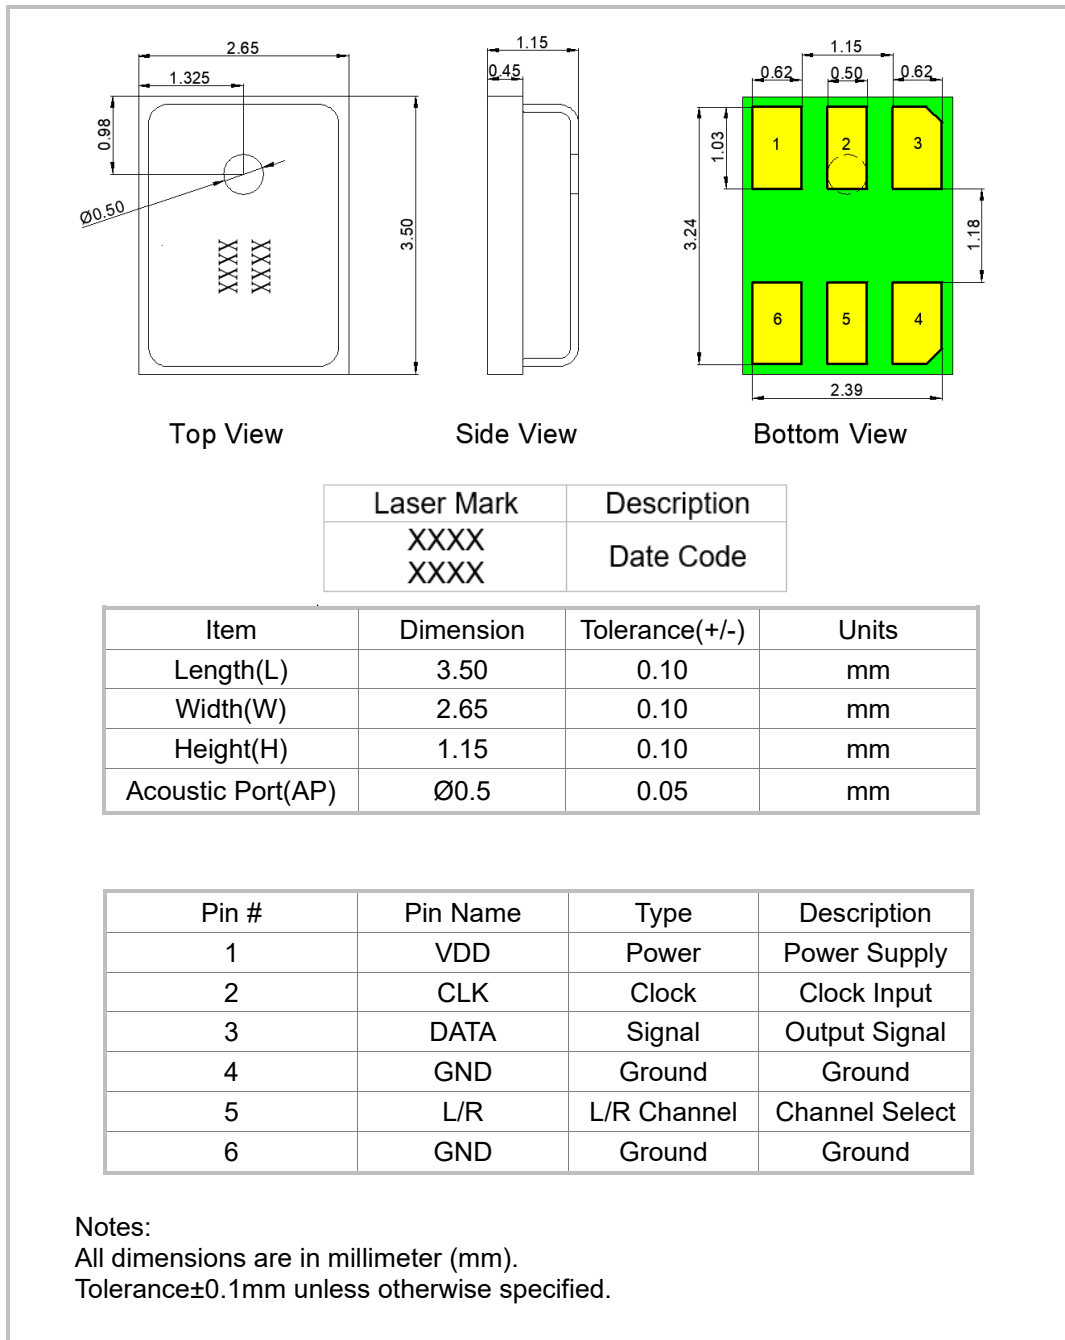 2.65
1.325
0.98
Ø0.50
3.50
XXXX
XXXX
1.15
0.45
1.15
0.62 0.50 0.62
1.03
3.24
1.18
1 2 3
6 5 4
2.39
Top View Side View Bottom View
Laser Mark Description
XXXX
XXXX
Date Code
Item Dimension Tolerance(+/-) Units
Length(L) 3.50 0.10 mm
Width(W) 2.65 0.10 mm
Height(H) 1.15 0.10 mm
Acoustic Port(AP) Ø0.5 0.05 mm
Pin # Pin Name Type Description
1 VDD Power Power Supply
2 CLK Clock Clock Input
3 DATA Signal Output Signal
4 GND Ground Ground
5 L/R L/R Channel Channel Select
6 GND Ground Ground
Notes:
All dimensions are in millimeter (mm).
Tolerance±0.1mm unless otherwise specified.